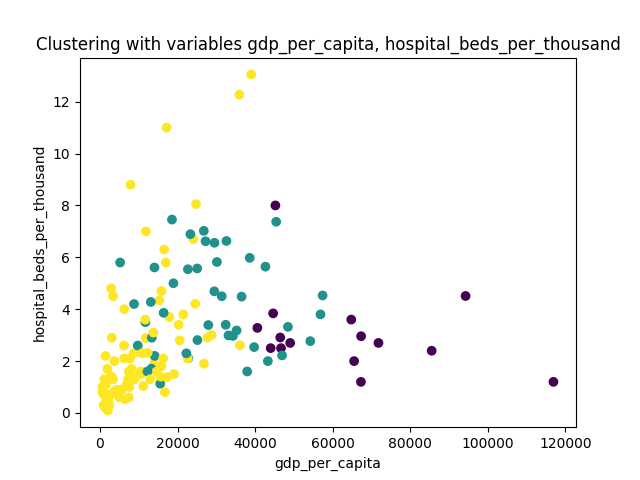 Clustering with variables gdp_per_capita, hospital_beds_per_thousand
hospital_beds_per_thousand
12
10
8
6
4
2
0
0 20000 40000 60000 80000 100000 120000
gdp_per_capita